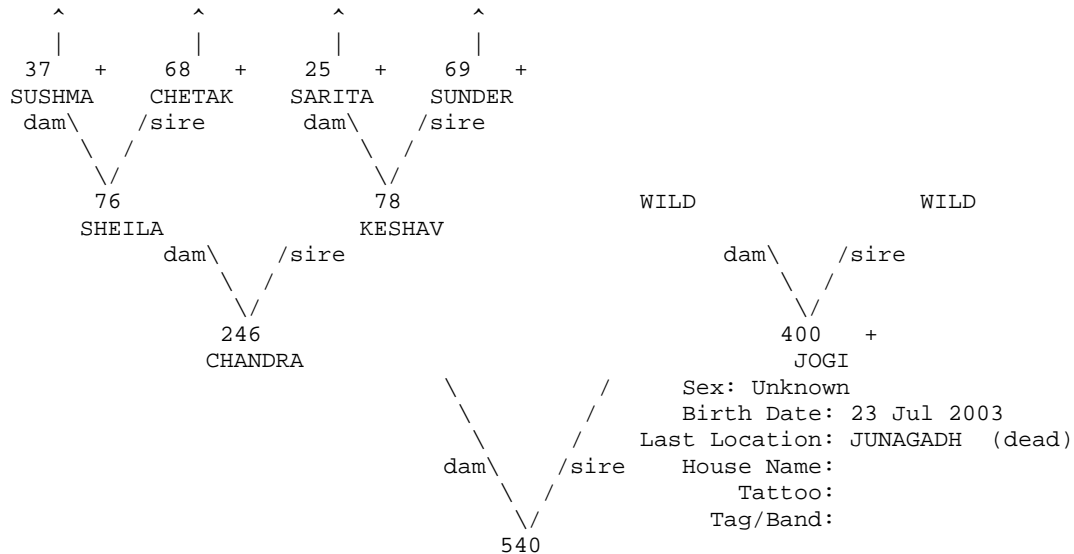 ^ ^ ^ ^
| | | |
37 + 68 + 25 + 69 +
SUSHMA CHETAK SARITA SUNDER
dam\ /sire dam\ /sire
\ / \ /
\/ \/
76 78 WILD WILD
SHEILA KESHAV
dam\ /sire dam\ /sire
\ / \ /
\/ \/
246 400 +
CHANDRA JOGI
\ / Sex: Unknown
\ / Birth Date: 23 Jul 2003
\ / Last Location: JUNAGADH (dead)
dam\ /sire House Name:
\ / Tattoo:
\/ Tag/Band:
540